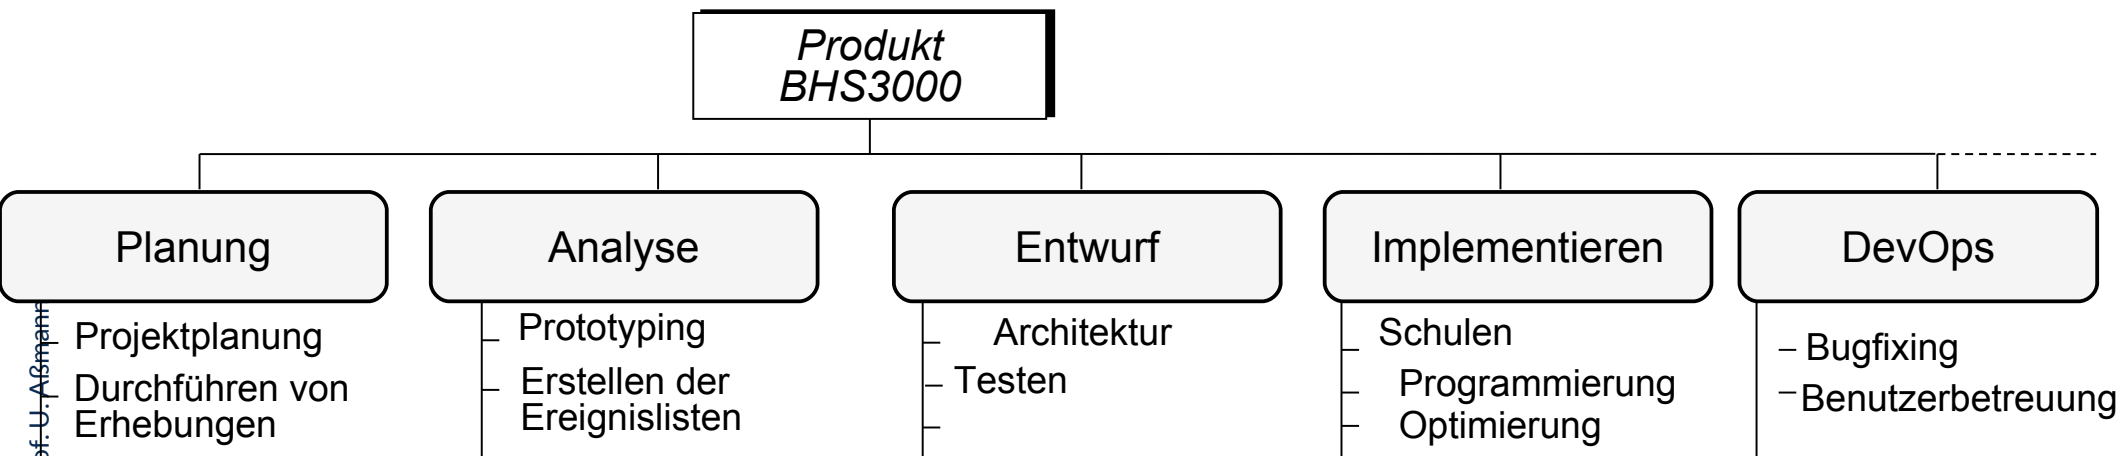 Produkt
BHS3000
Planung
Analyse
Entwurf
Implementieren
DevOps
Projektplanung
Durchführen von
Erhebungen
Prototyping
Erstellen der
Ereignislisten
Architektur
Testen
Schulen
Programmierung
Optimierung
Bugfixing
Benutzerbetreuung
U. Aßmann